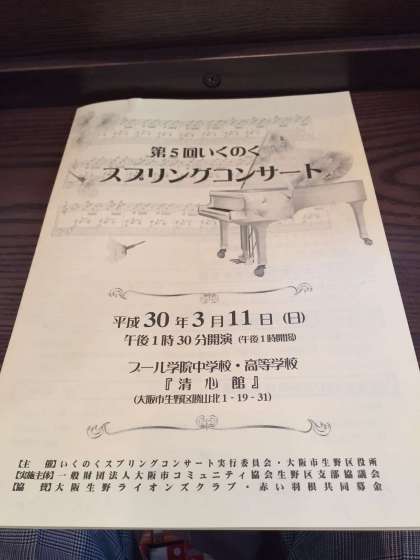 第5回いくのく
スプリングコンサート
平成30年3月11日(日)
午後1時30分開演 (午後1時開場)
プール学院中学校・高等学校
『清心館』
(大阪市生野区勝山北1-19-31)
【主 催】いくのくスプリングコンサート実行委員会・大阪市生野区役所
【実施主体】一般財団法人大阪市コミュニティ協会生野区支部協議会
【協 賛】大阪生野ライオンズクラブ・赤い羽根共同募金